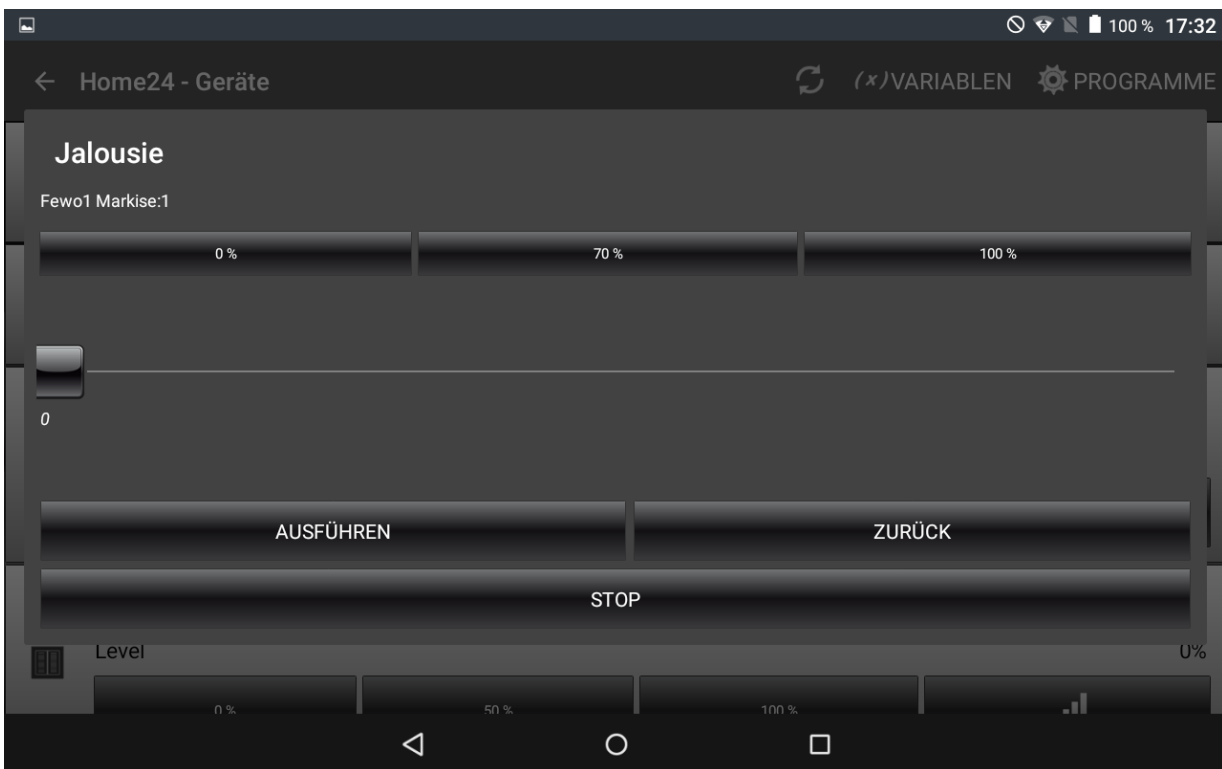 100 % 17:32
Home24 - Geräte (x)VARIABLEN PROGRAMME
Jalousie
Fewo1 Markise:1
0 % 70 % 100 %
0
AUSFÜHREN ZURÜCK
STOP
Level 0%
0 % 50 % 100 %